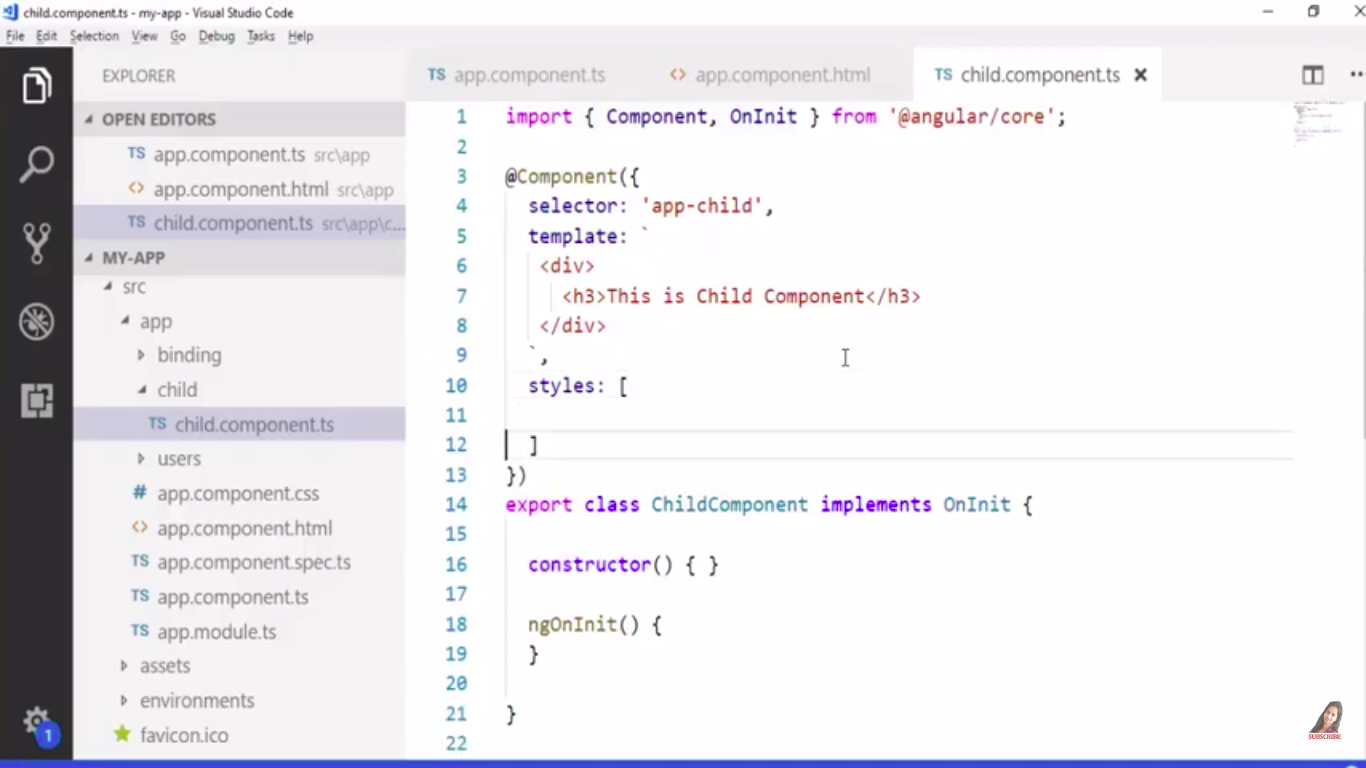 child.component.ts - my-app - Visual Studio Code
File Edit Selection View Go Debug Tasks Help
EXPLORER
OPEN EDITORS
TS app.component.ts src\app
<> app.component.html src\app
TS child.component.ts src\app\c...
MY-APP
src
app
binding
child
TS child.component.ts
users
# app.component.css
<> app.component.html
TS app.component.spec.ts
TS app.component.ts
TS app.module.ts
assets
environments
favicon.ico
1
TS app.component.ts <> app.component.html TS child.component.ts
1 import { Component, OnInit } from '@angular/core';
2
3 @Component({
4 selector: 'app-child',
5 template: `
6 <div>
7 <h3>This is Child Component</h3>
8 </div>
9 `,
10 styles: [
11
12 ]
13 })
14 export class ChildComponent implements OnInit {
15
16 constructor() { }
17
18 ngOnInit() {
19 }
20
21 }
22
SUBSCRIBE